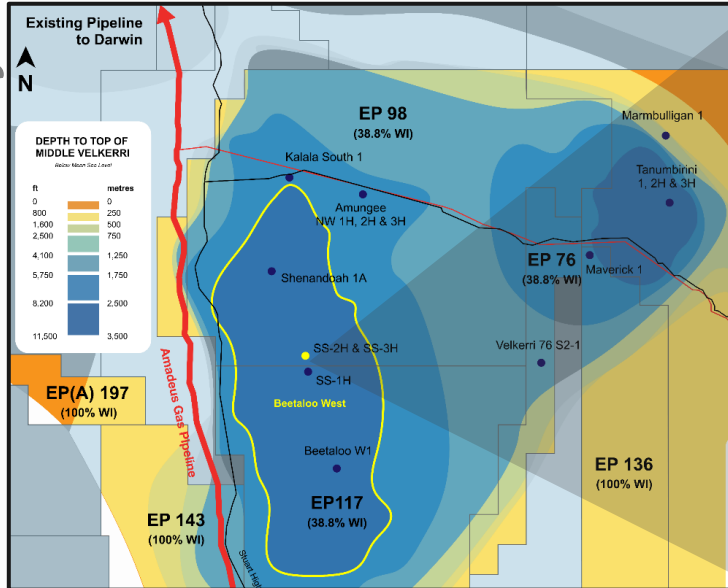 Existing Pipeline
to Darwin
N
DEPTH TO TOP OF
MIDDLE VELKERRI
Below Mean Sea Level
ft metres
0 0
800 250
1,600 500
2,500 750
4,100 1,250
5,750 1,750
8,200 2,500
11,500 3,500
EP 98
(38.8% WI)
Marmbulligan 1
Kalala South 1
Tanumbirini
1, 2H & 3H
Amungee
NW 1H, 2H & 3H
EP 76
(38.8% WI)
Maverick 1
Shenandoah 1A
SS-2H & SS-3H
Velkerri 76 S2-1
SS-1H
EP(A) 197
(100% WI)
Amadeus Gas Pipeline
Beetaloo West
Beetaloo W1
EP 136
(100% WI)
EP117
(38.8% WI)
EP 143
(100% WI)
Stuart High